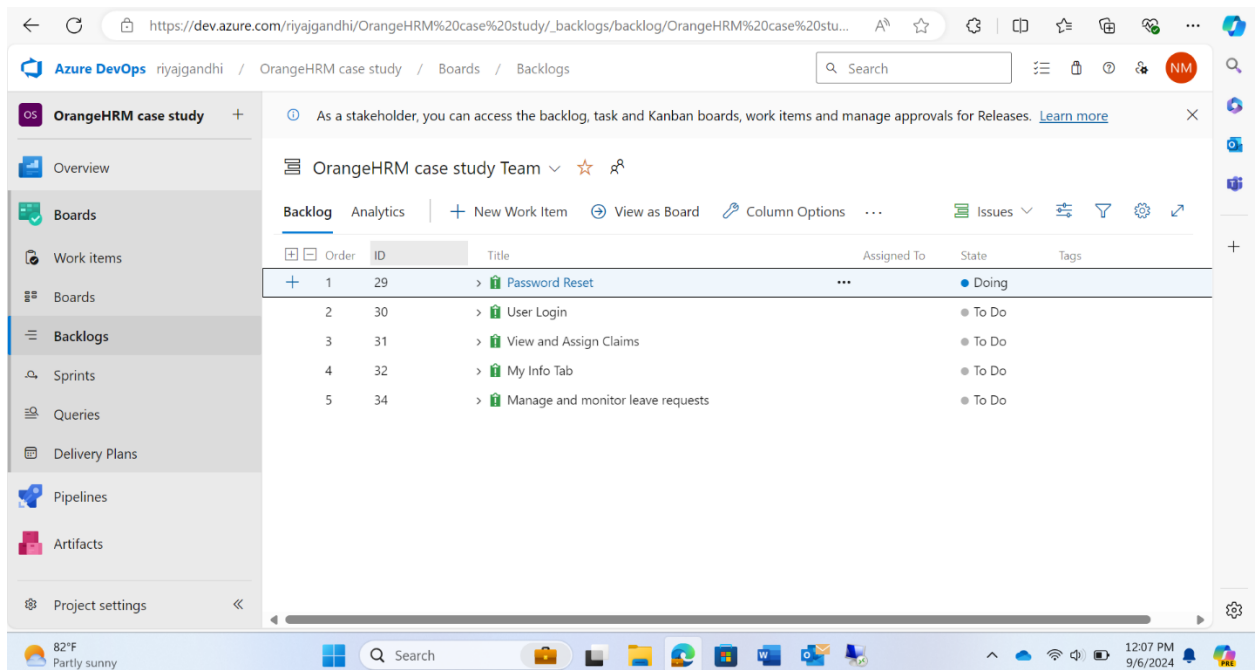 https://dev.azure.com/riyajgandhi/OrangeHRM%20case%20study/_backlogs/backlog/OrangeHRM%20case%20stu...
Azure DevOps riyajgandhi / OrangeHRM case study / Boards / Backlogs
Search
NM
OS OrangeHRM case study
As a stakeholder, you can access the backlog, task and Kanban boards, work items and manage approvals for Releases. Learn more
Overview
Boards
Work items
Boards
Backlogs
Sprints
Queries
Delivery Plans
Pipelines
Artifacts
Project settings
OrangeHRM case study Team
Backlog Analytics New Work Item View as Board Column Options ... Issues
Order ID Title Assigned To State Tags
1 29 Password Reset ... Doing
2 30 User Login To Do
3 31 View and Assign Claims To Do
4 32 My Info Tab To Do
5 34 Manage and monitor leave requests To Do
82°F
Partly sunny
Search
12:07 PM
9/6/2024
PRE